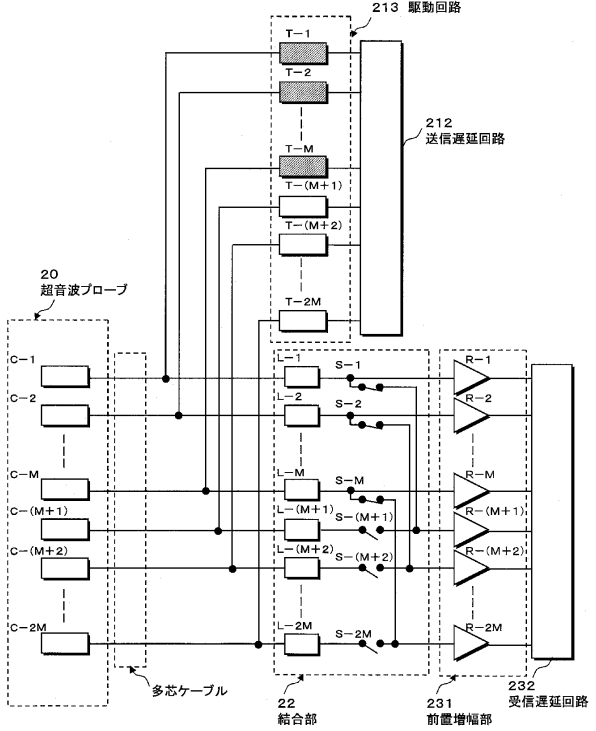 213 駆動回路
T-1
T-2
T-M
T-(M+1)
T-(M+2)
T-2M
212
送信遅延回路
20
超音波プローブ
C-1
C-2
C-M
C-(M+1)
C-(M+2)
C-2M
多芯ケーブル
L-1
L-2
L-M
L-(M+1)
L-(M+2)
L-2M
S-1
S-2
S-M
S-(M+1)
S-(M+2)
S-2M
22
結合部
R-1
R-2
R-M
R-(M+1)
R-(M+2)
R-2M
231
前置増幅部
232
受信遅延回路